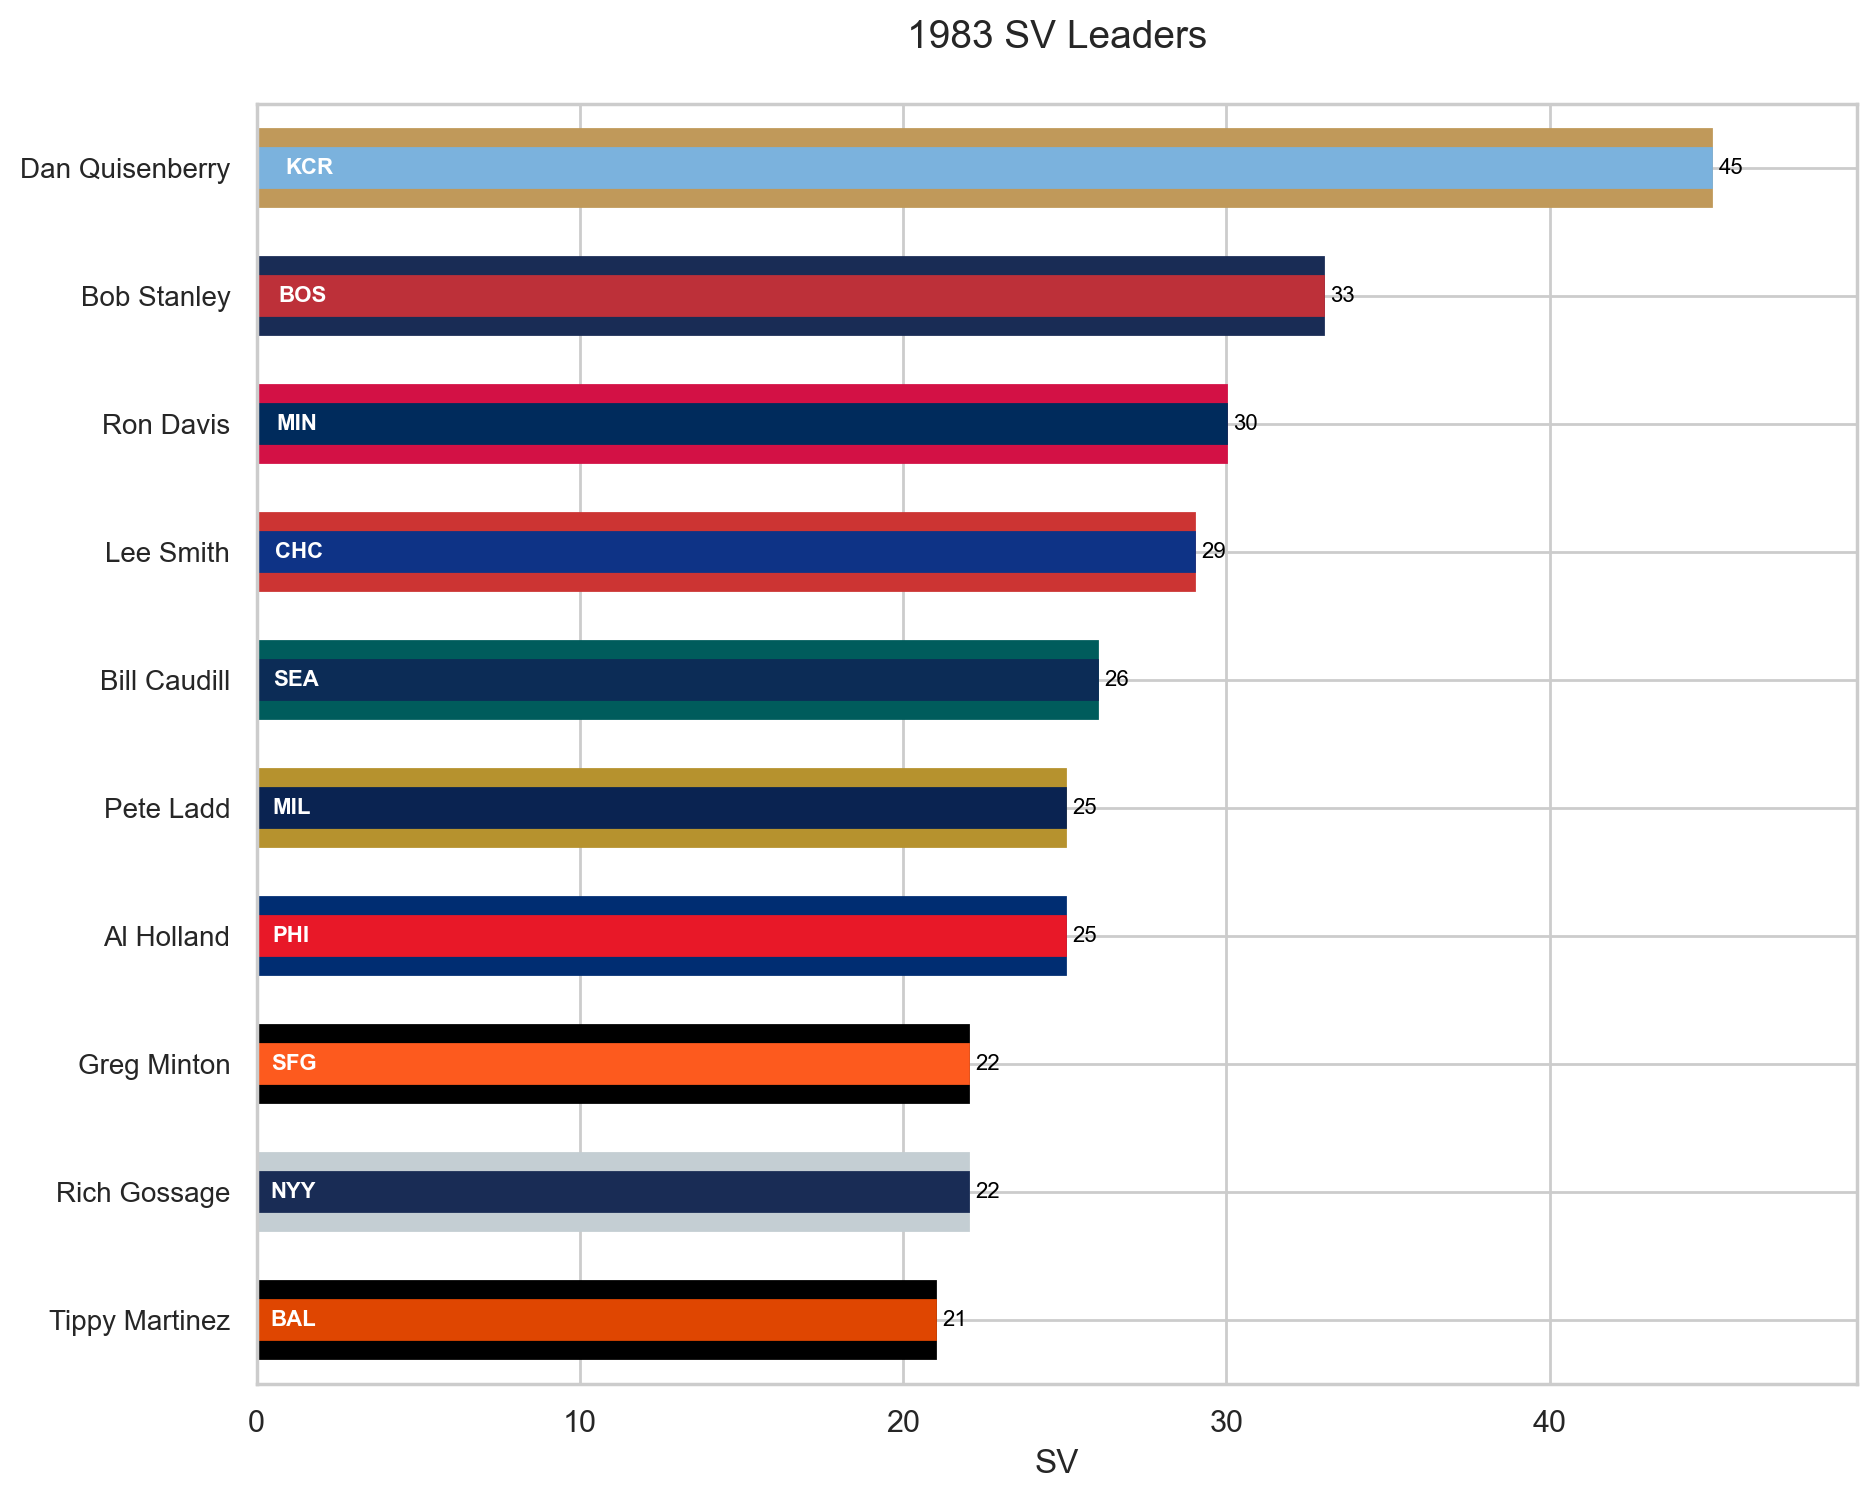 1983 SV Leaders
Dan Quisenberry KCR 45
Bob Stanley BOS 33
Ron Davis MIN 30
Lee Smith CHC 29
Bill Caudill SEA 26
Pete Ladd MIL 25
Al Holland PHI 25
Greg Minton SFG 22
Rich Gossage NYY 22
Tippy Martinez BAL 21
0 10 20 30 40
SV